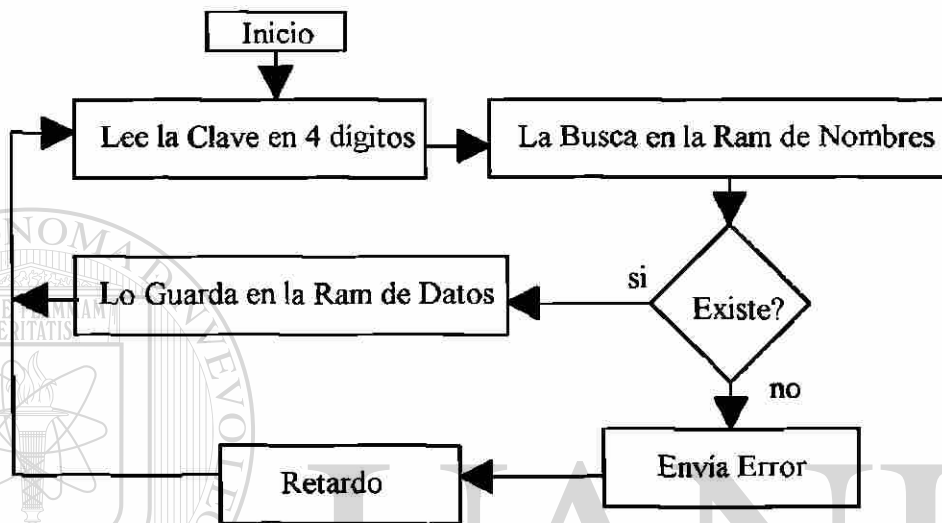 Inicio
Lee la Clave en 4 dígitos
La Busca en la Ram de Nombres
si
Existe?
Lo Guarda en la Ram de Datos
no
Envía Error
Retardo